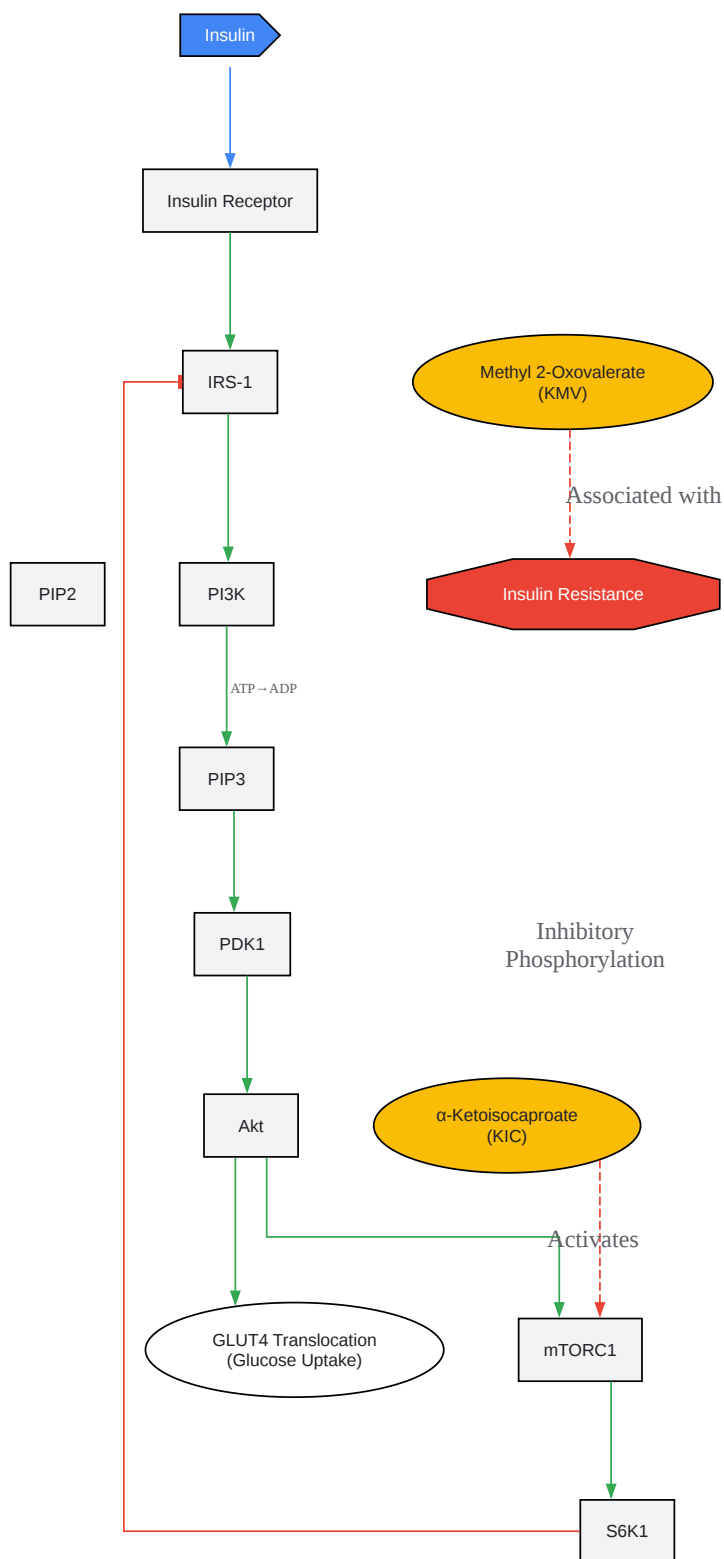 Insulin
Insulin Receptor
IRS-1
Methyl 2-Oxovalerate
(KMV)
Associated with
PIP2
PI3K
Insulin Resistance
ATP→ADP
PIP3
PDK1
Inhibitory
Phosphorylation
Akt
α-Ketoisocaproate
(KIC)
Activates
GLUT4 Translocation
(Glucose Uptake)
mTORC1
S6K1